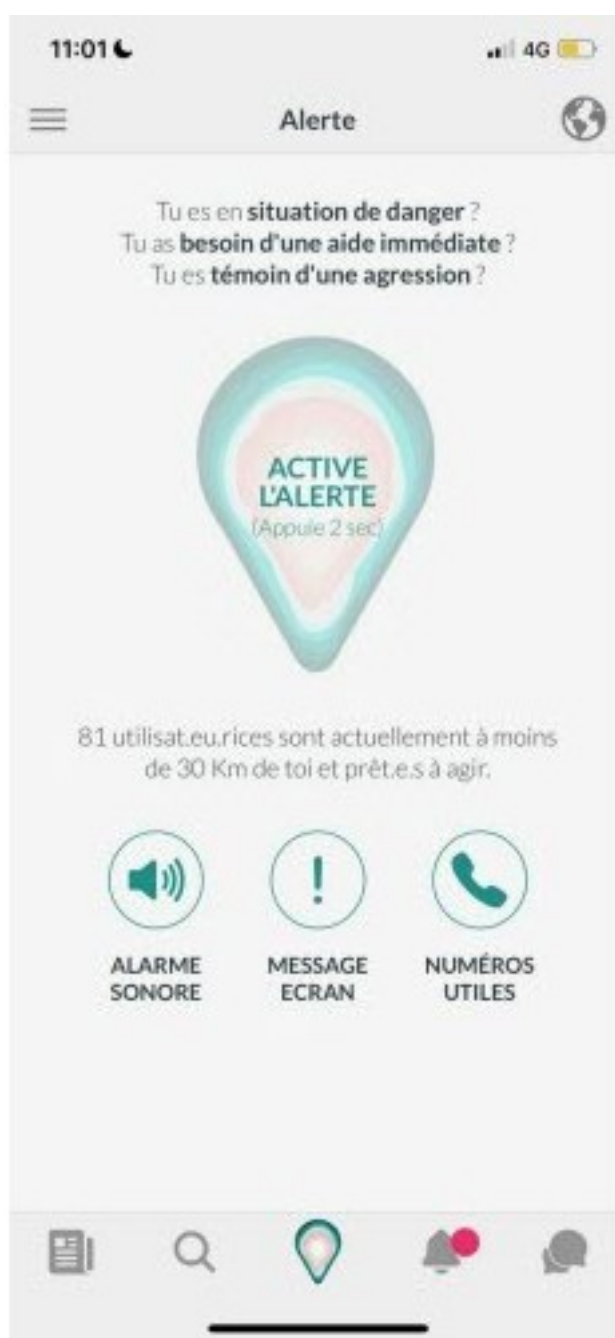 11:01
4G
Alerte
Tu es en situation de danger ?
Tu as besoin d'une aide immédiate ?
Tu es témoin d'une agression ?
ACTIVE
L'ALERTE
(Appuie 2 sec)
81 utilisat.eu.rices sont actuellement à moins
de 30 Km de toi et prêt.e.s à agir.
ALARME
SONORE
MESSAGE
ECRAN
NUMÉROS
UTILES